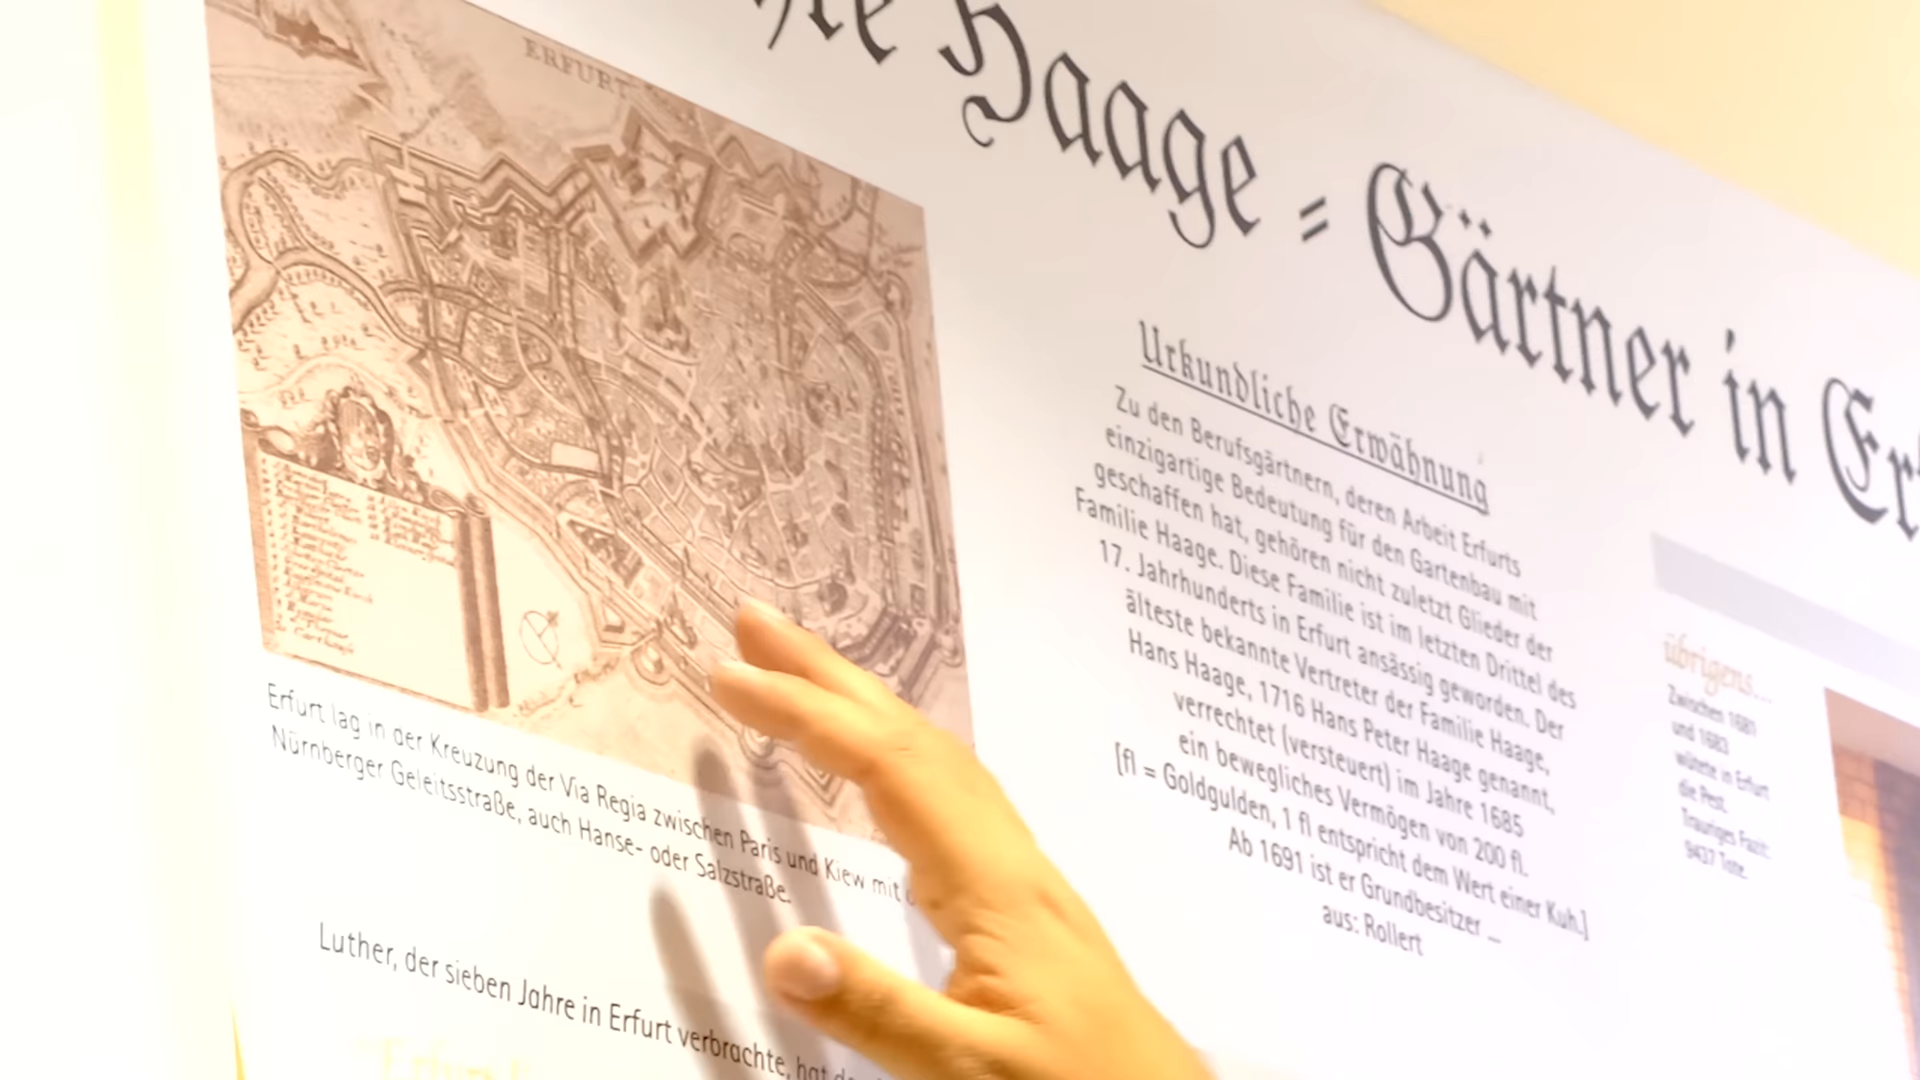 Haage = Gärtner in
ERFURT
Erfurt lag in der Kreuzung der Via Regia zwischen Paris und Kiew mit
Nürnberger Geleitsstraße, auch Hanse- oder Salzstraße.
Luther, der sieben Jahre in Erfurt verbrachte, hat
Urkundliche Erwähnung
Zu den Berufsgärtnern, deren Arbeit Erfurts
einzigartige Bedeutung für den Gartenbau mit
geschaffen hat, gehören nicht zuletzt Glieder der
Familie Haage. Diese Familie ist im letzten Drittel des
17. Jahrhunderts in Erfurt ansässig geworden. Der
älteste bekannte Vertreter der Familie Haage,
Hans Haage, 1716 Hans Peter Haage genannt,
verrechtet (versteuert) im Jahre 1685
ein bewegliches Vermögen von 200 fl.
[fl = Goldgulden, 1 fl entspricht dem Wert einer Kuh.]
Ab 1691 ist er Grundbesitzer ...
aus: Rollert
übrigens...
Zwischen 1681
und 1683
wütete in Erfurt
die Pest.
Trauriges Fazit:
9437 Tote.